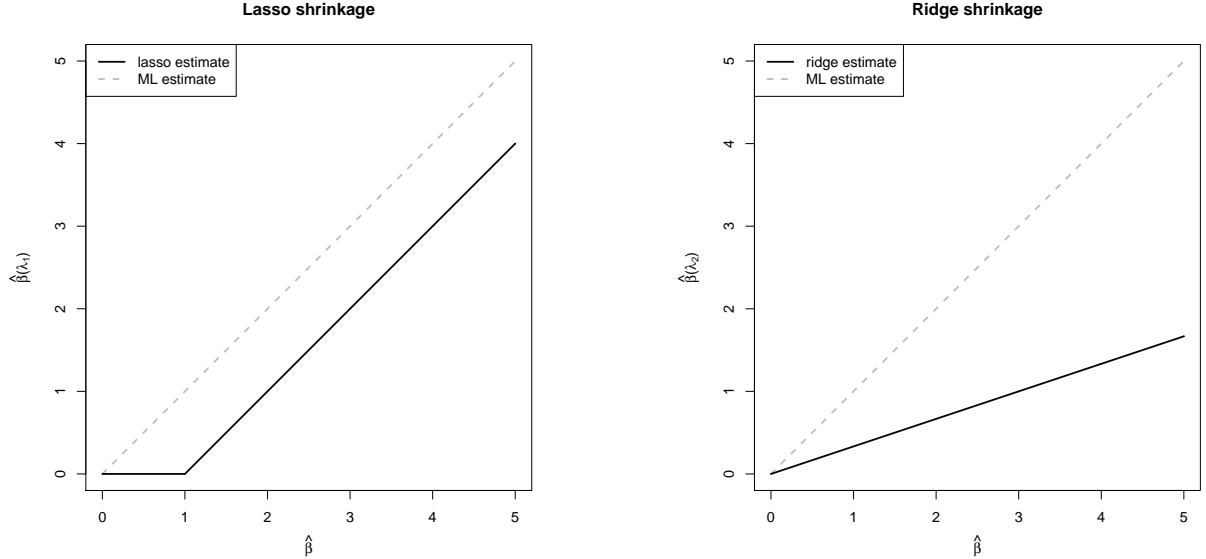 Lasso shrinkage
lasso estimate
ML estimate
5
4
3
2
1
0
β̂(λ₁)
0 1 2 3 4 5
β̂
Ridge shrinkage
ridge estimate
ML estimate
5
4
3
2
1
0
β̂(λ₂)
0 1 2 3 4 5
β̂